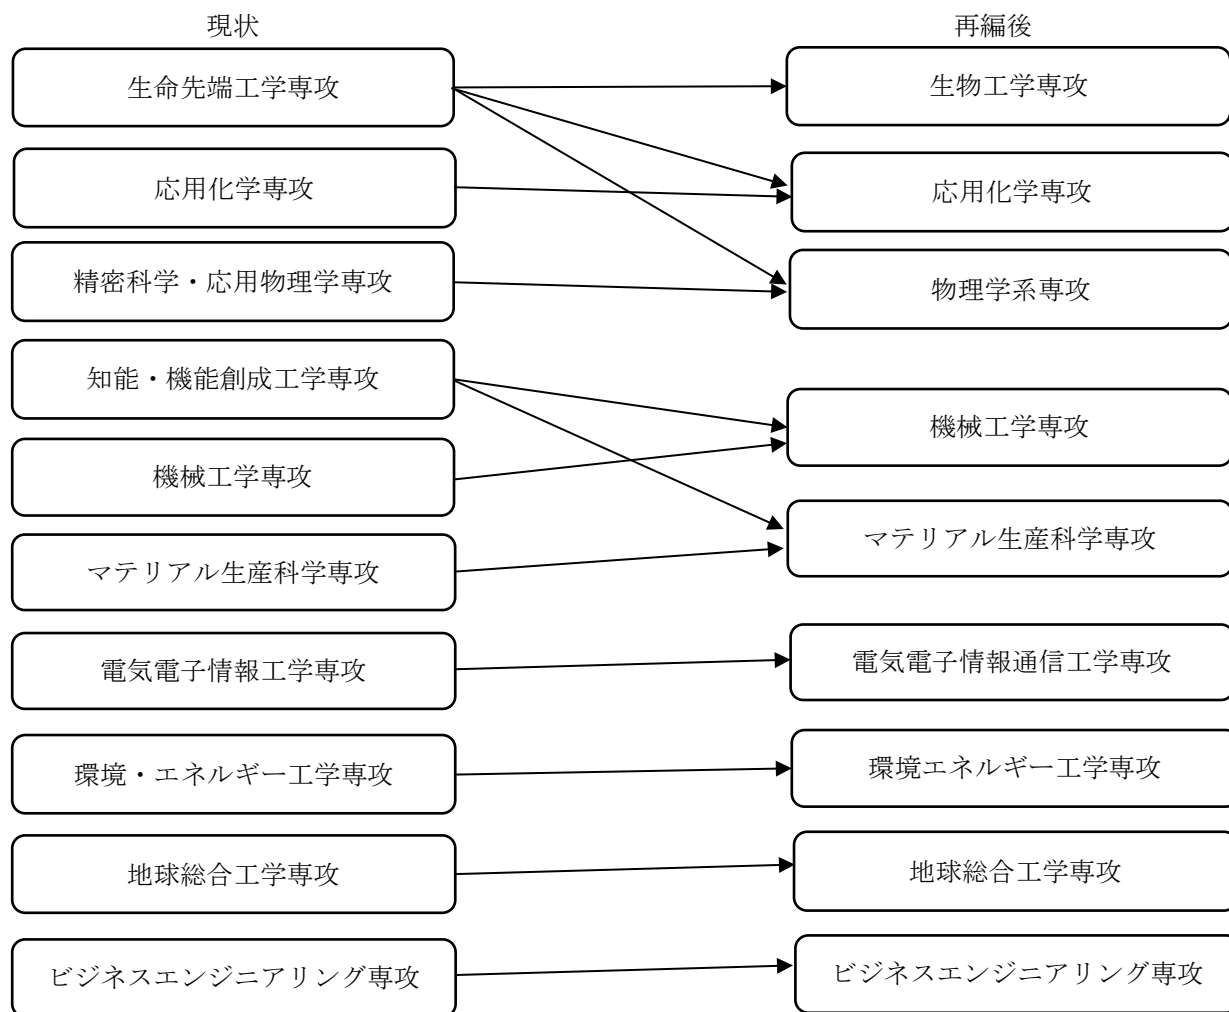 現状
再編後
生命先端工学専攻
生物工学専攻
応用化学専攻
応用化学専攻
精密科学・応用物理学専攻
物理学系専攻
知能・機能創成工学専攻
機械工学専攻
機械工学専攻
マテリアル生産科学専攻
マテリアル生産科学専攻
電気電子情報工学専攻
電気電子情報通信工学専攻
環境・エネルギー工学専攻
環境エネルギー工学専攻
地球総合工学専攻
地球総合工学専攻
ビジネスエンジニアリング専攻
ビジネスエンジニアリング専攻